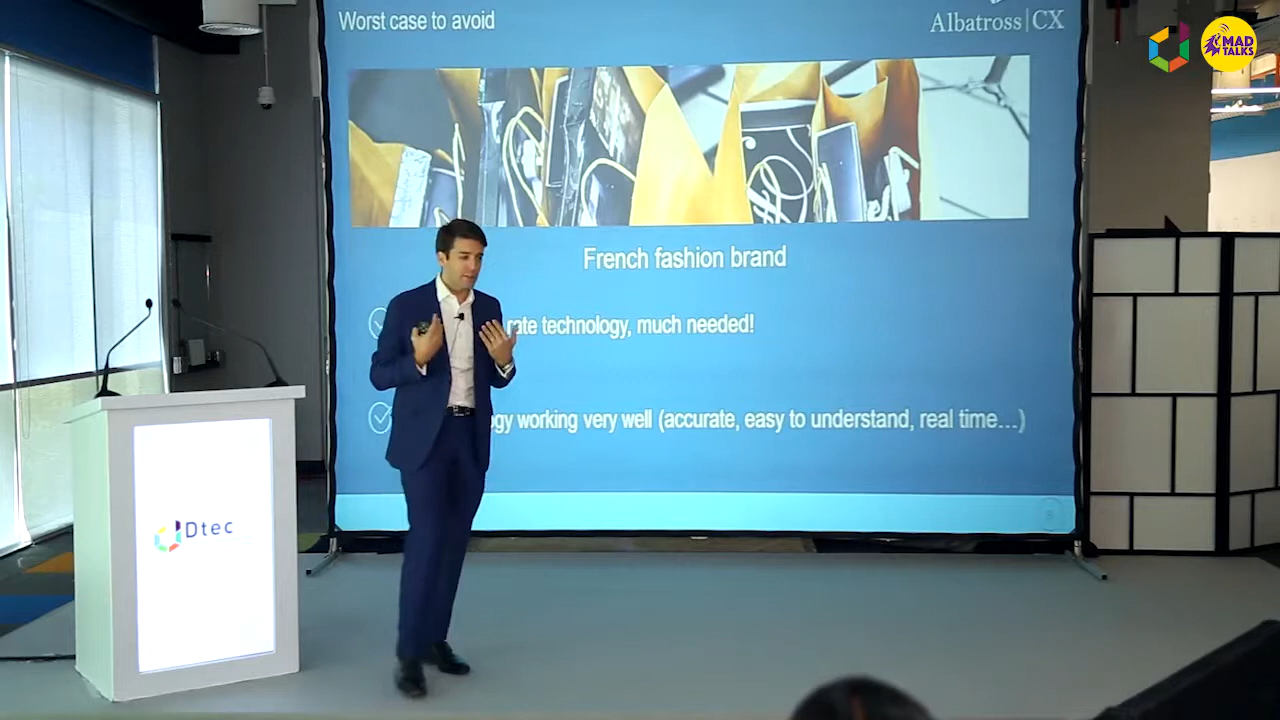 Worst case to avoid
Albatross|CX
MAD
TALKS
French fashion brand
rate technology, much needed!
gy working very well (accurate, easy to understand, real time…)
Dtec